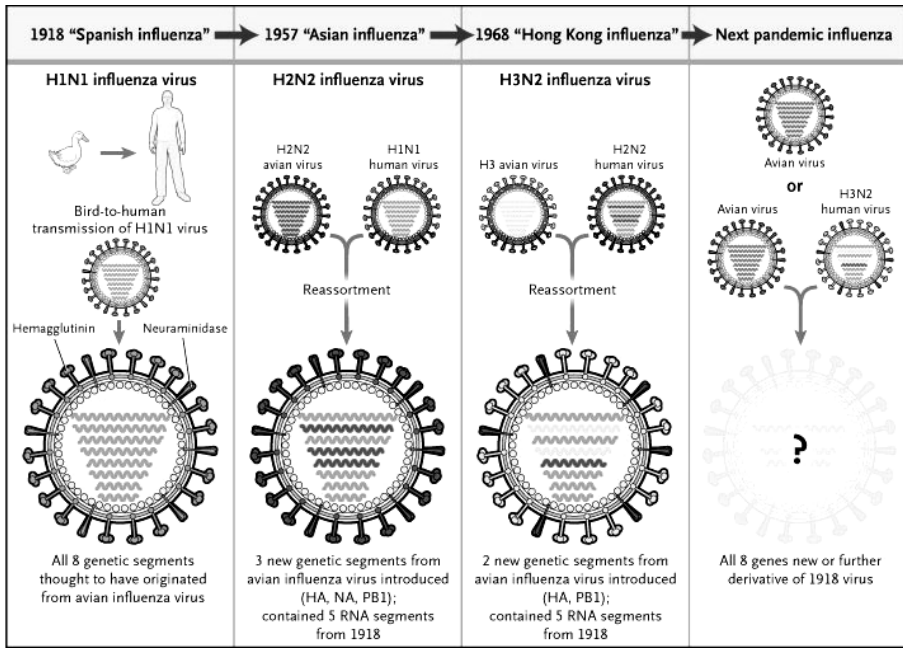 1918 “Spanish influenza”
1957 “Asian influenza”
1968 “Hong Kong influenza”
Next pandemic influenza
H1N1 influenza virus
Bird-to-human
transmission of H1N1 virus
Hemagglutinin
Neuraminidase
All 8 genetic segments
thought to have originated
from avian influenza virus
H2N2 influenza virus
H2N2
avian virus
H1N1
human virus
Reassortment
3 new genetic segments from
avian influenza virus introduced
(HA, NA, PB1);
contained 5 RNA segments
from 1918
H3N2 influenza virus
H3 avian virus
H2N2
human virus
Reassortment
2 new genetic segments from
avian influenza virus introduced
(HA, PB1);
contained 5 RNA segments
from 1918
Avian virus
or
Avian virus
H3N2
human virus
?
All 8 genes new or further
derivative of 1918 virus